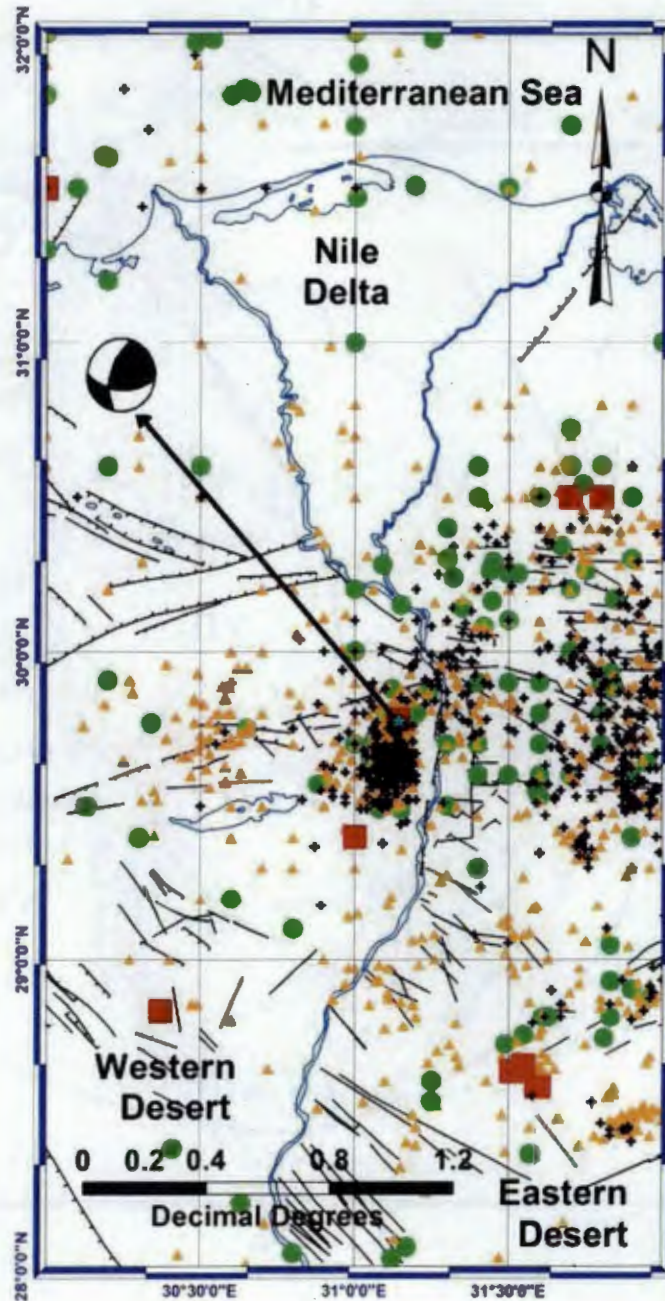 32°0'0"N
N
Mediterranean Sea
Nile
Delta
31°0'0"N
30°0'0"N
29°0'0"N
Western
Desert
0 0.2 0.4 0.8 1.2
Decimal Degrees
Eastern
Desert
28°0'0"N
30°30'0"E 31°0'0"E 31°30'0"E